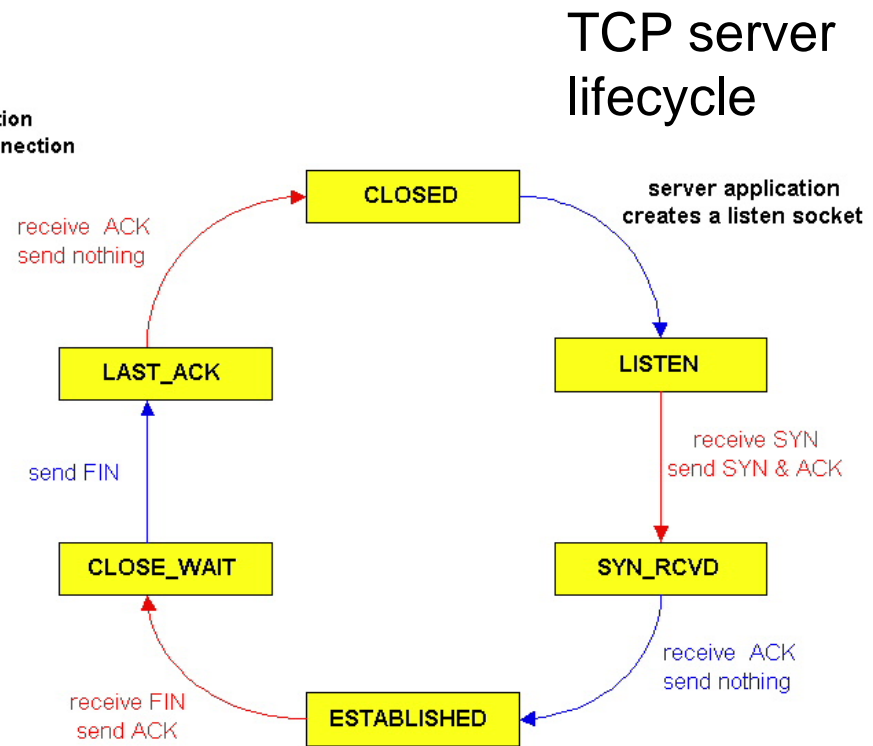 TCP server
lifecycle
nection
CLOSED
server application
creates a listen socket
receive ACK
send nothing
LISTEN
LAST_ACK
receive SYN
send SYN & ACK
send FIN
CLOSE_WAIT
SYN_RCVD
receive ACK
send nothing
receive FIN
send ACK
ESTABLISHED